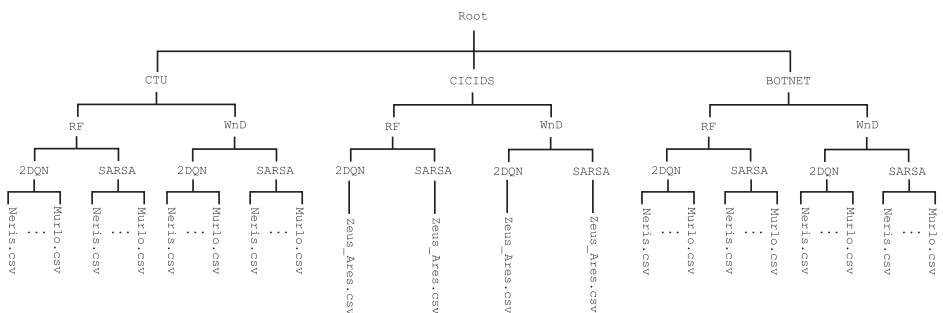 Root
CTU
CICIDS
BOTNET
RF
WnD
RF
WnD
RF
WnD
2DQN
SARSA
2DQN
SARSA
2DQN
SARSA
2DQN
SARSA
2DQN
SARSA
2DQN
SARSA
Neris.csv
...
Murlo.csv
Neris.csv
...
Murlo.csv
Neris.csv
...
Murlo.csv
Neris.csv
...
Murlo.csv
Zeus_Ares.csv
Zeus_Ares.csv
Zeus_Ares.csv
Zeus_Ares.csv
Neris.csv
...
Murlo.csv
Neris.csv
...
Murlo.csv
Neris.csv
...
Murlo.csv
Neris.csv
...
Murlo.csv